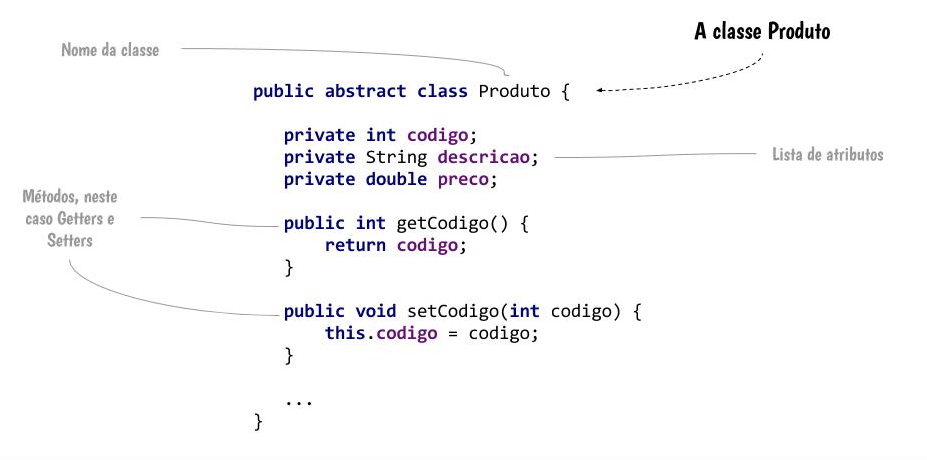 A classe Produto
Nome da classe
public abstract class Produto {
private int codigo;
private String descricao;
private double preco;
Lista de atributos
Métodos, neste
caso Getters e
Setters
public int getCodigo() {
return codigo;
}
public void setCodigo(int codigo) {
this.codigo = codigo;
}
...
}